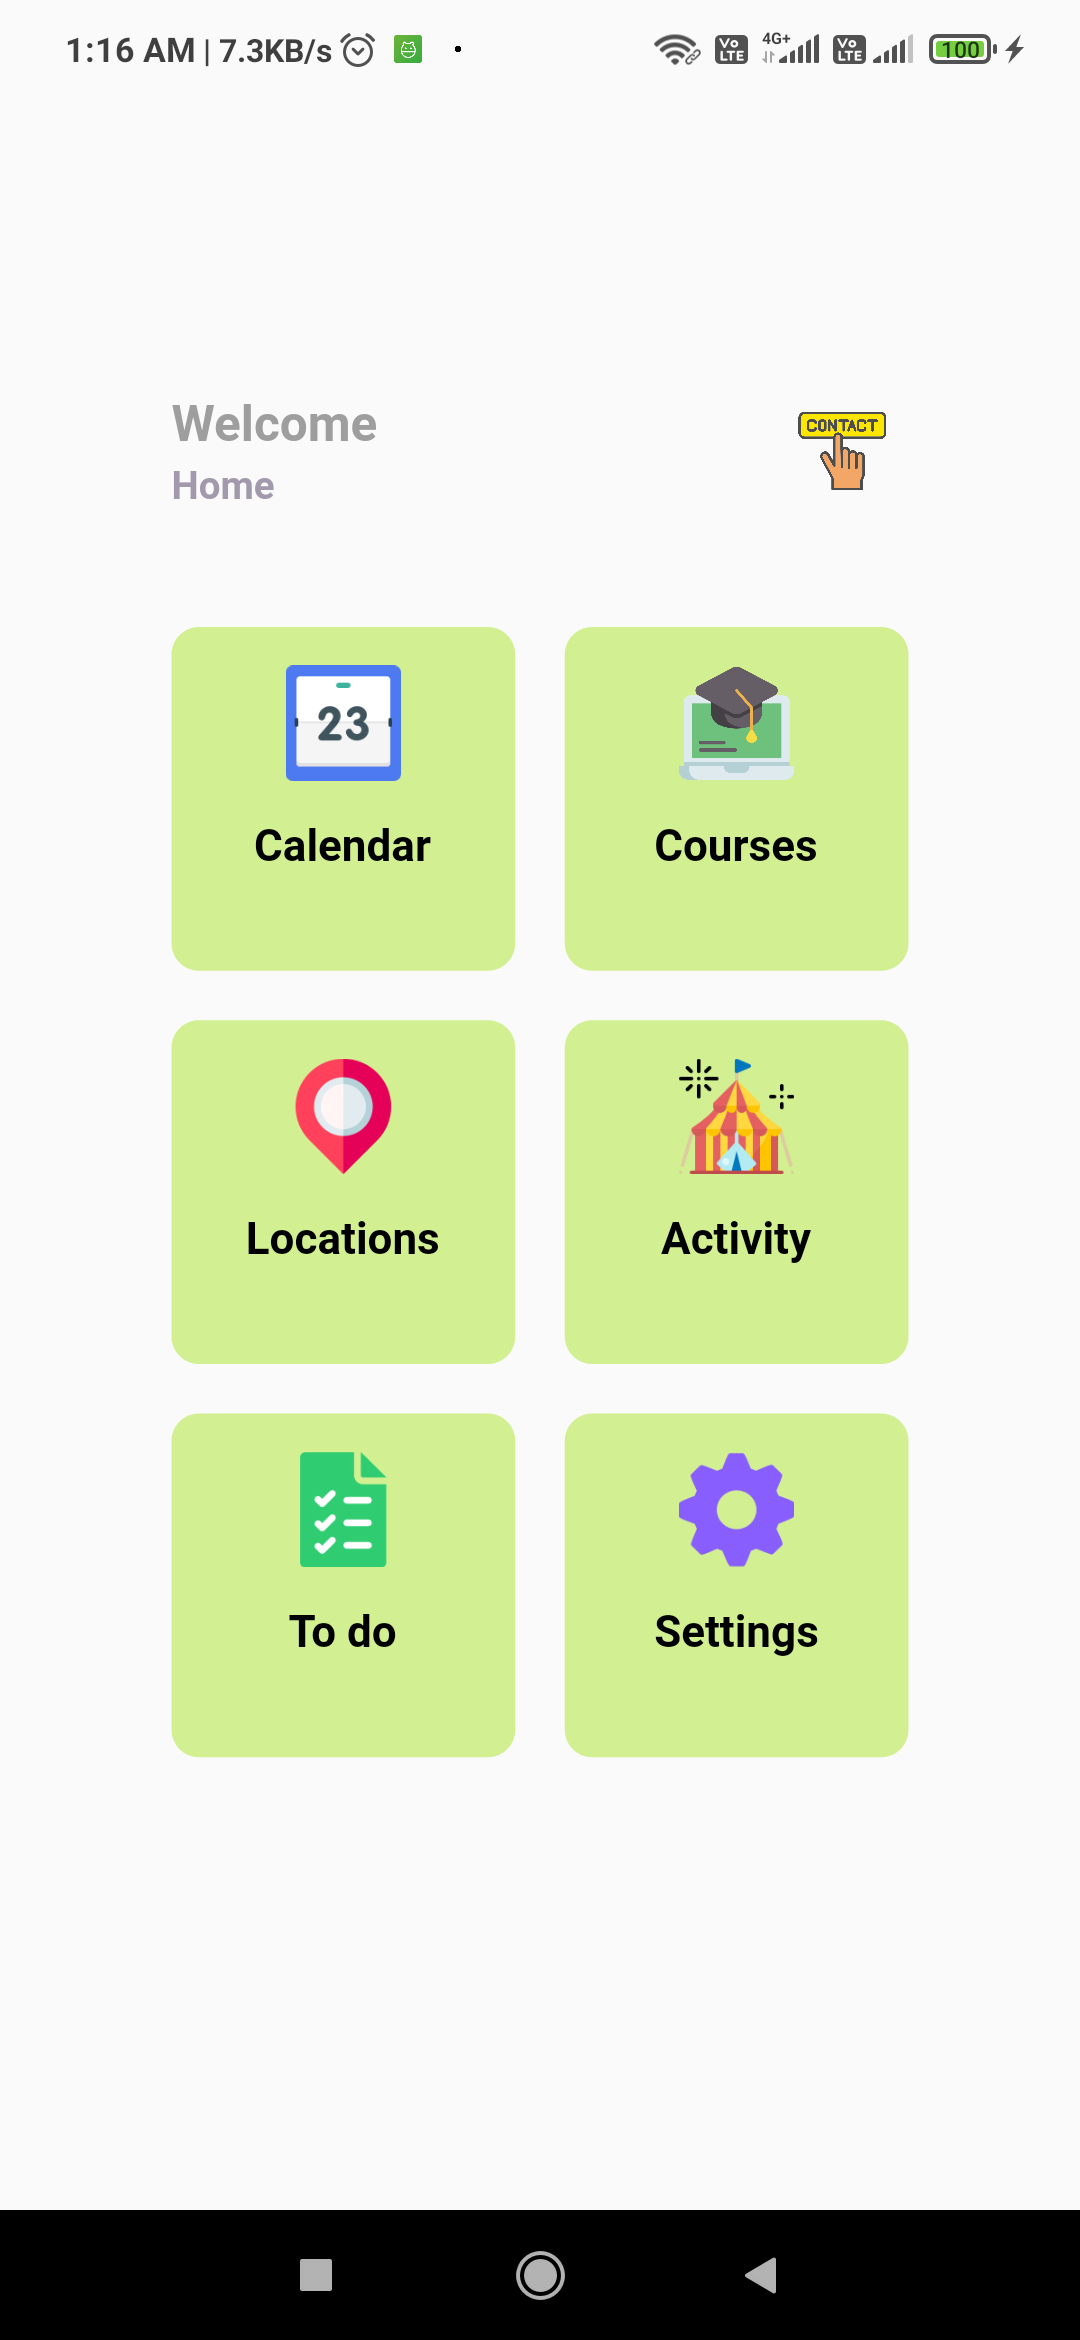 1:16 AM | 7.3KB/s
Vo LTE 4G+ Vo LTE 100
Welcome
CONTACT
Home
23
Calendar
Courses
Locations
Activity
To do
Settings